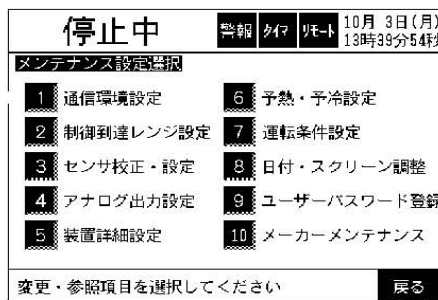 停止中 警報 タイマ リモート 10月 3日(月)
13時39分54秒
メンテナンス設定選択
1 通信環境設定 6 予熱・予冷設定
2 制御到達レンジ設定 7 運転条件設定
3 センサ校正・設定 8 日付・スクリーン調整
4 アナログ出力設定 9 ユーザーパスワード登録
5 装置詳細設定 10 メーカーメンテナンス
変更・参照項目を選択してください 戻る